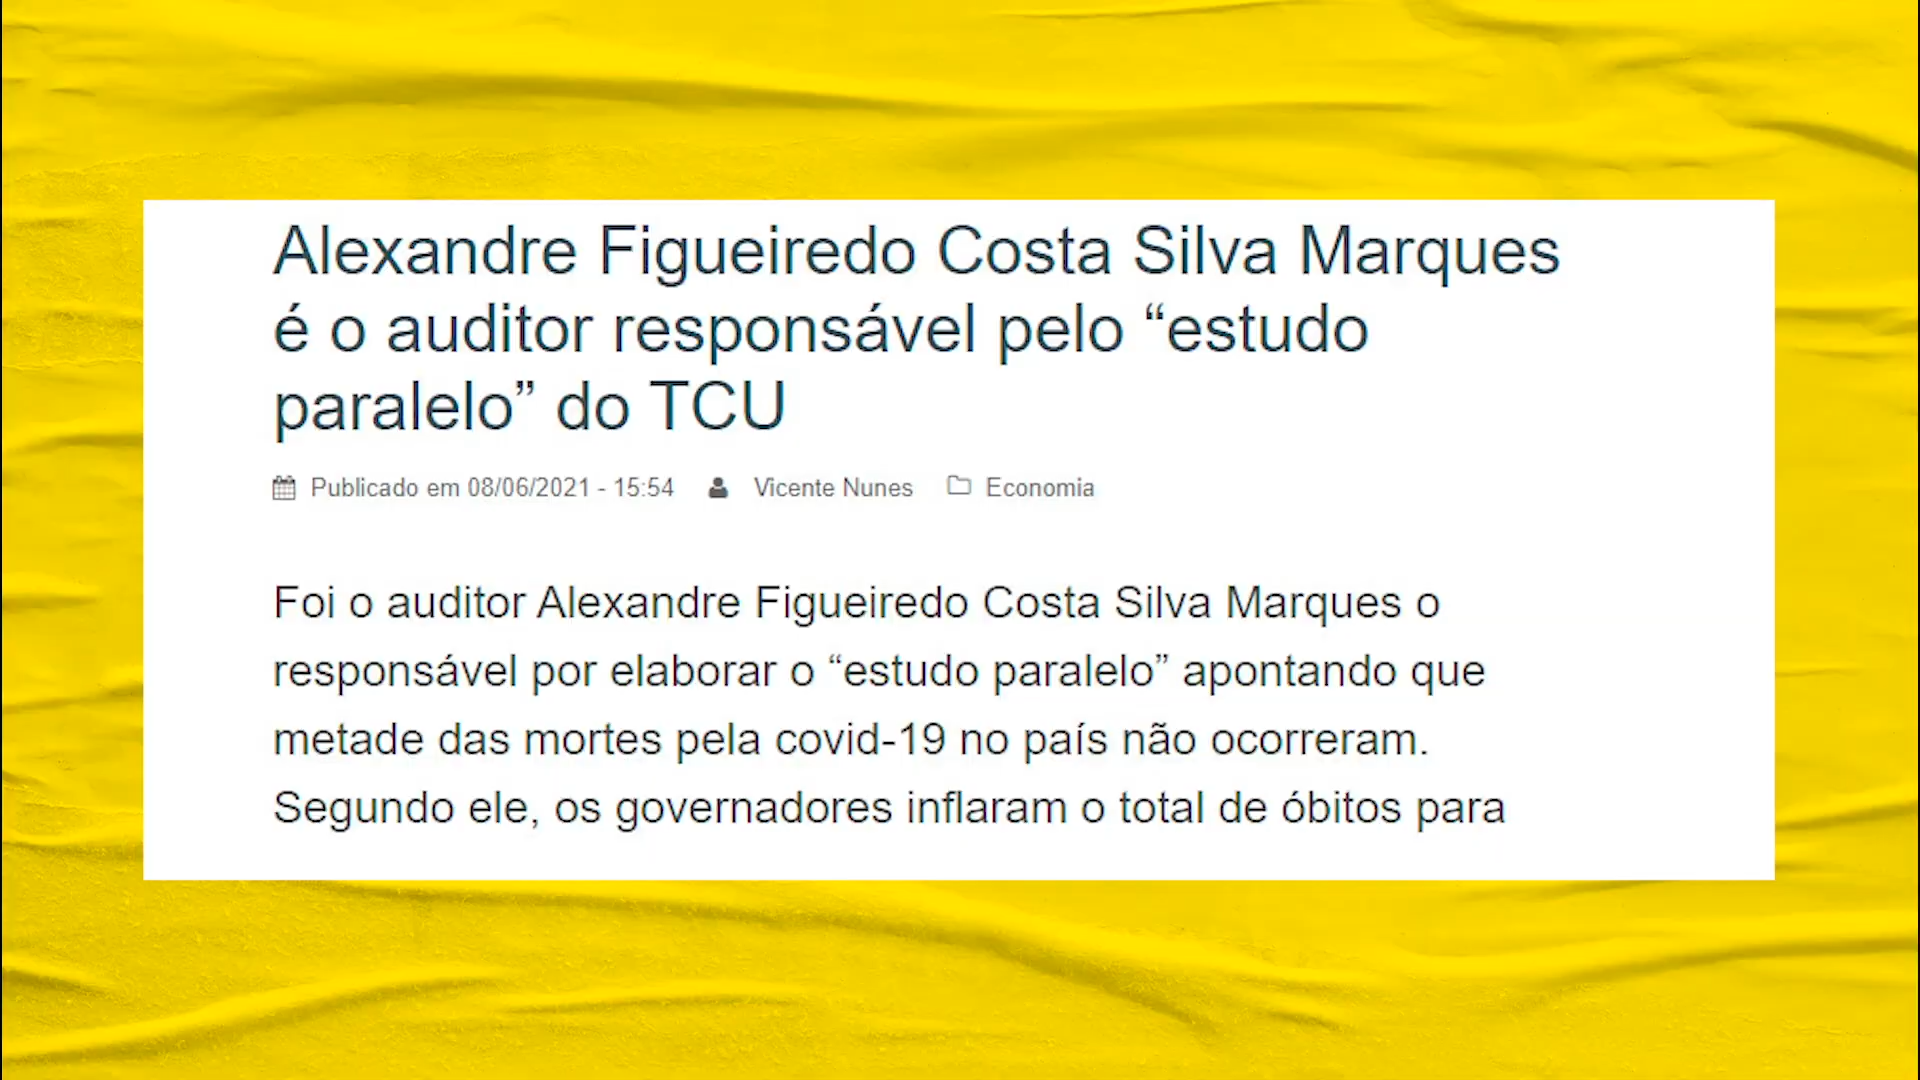 Alexandre Figueiredo Costa Silva Marques
é o auditor responsável pelo “estudo
paralelo” do TCU
Publicado em 08/06/2021 - 15:54 Vicente Nunes Economia
Foi o auditor Alexandre Figueiredo Costa Silva Marques o
responsável por elaborar o “estudo paralelo” apontando que
metade das mortes pela covid-19 no país não ocorreram.
Segundo ele, os governadores inflaram o total de óbitos para